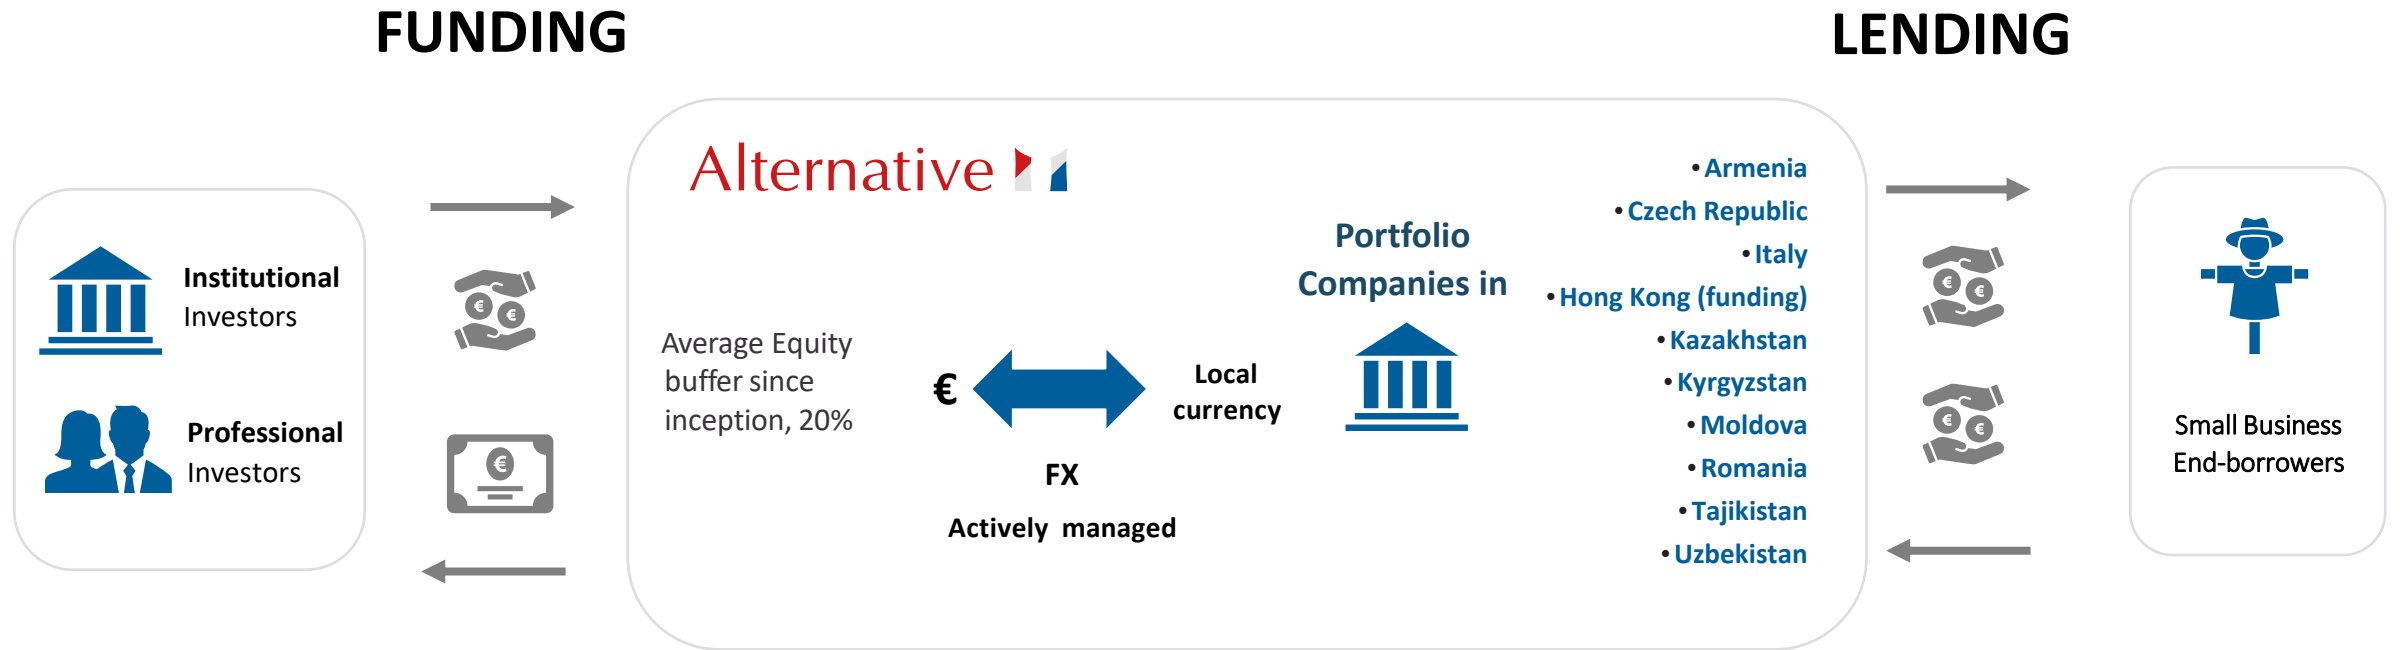 FUNDING
LENDING
Institutional
Investors
Professional
Investors
Alternative
Average Equity
buffer since
inception, 20%
€
Local
currency
FX
Actively managed
Portfolio
Companies in
• Armenia
• Czech Republic
• Italy
• Hong Kong (funding)
• Kazakhstan
• Kyrgyzstan
• Moldova
• Romania
• Tajikistan
• Uzbekistan
Small Business
End-borrowers